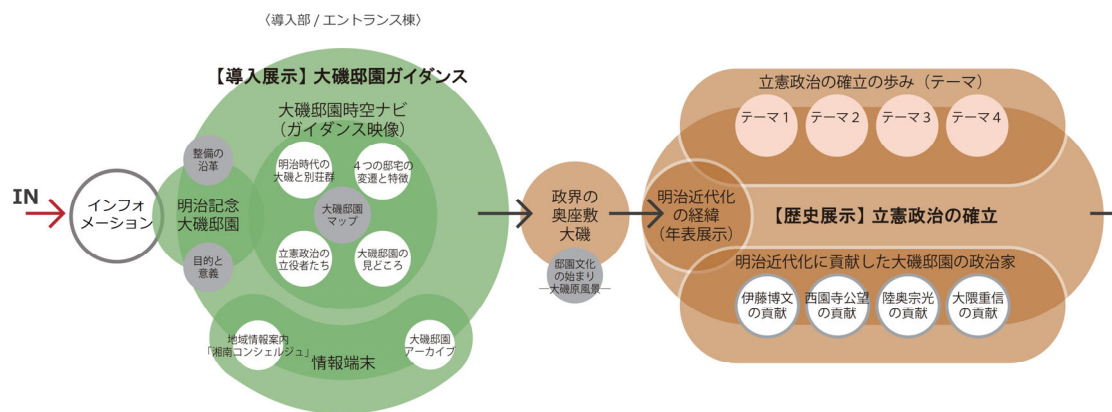 〈導入部 / エントランス棟〉
【導入展示】大磯邸園ガイダンス
大磯邸園時空ナビ
(ガイダンス映像)
整備の
沿革
明治時代の
大磯と別荘群
4つの邸宅の
変遷と特徴
IN
インフォ
メーション
明治記念
大磯邸園
大磯邸園
マップ
目的と
意義
立憲政治の
立役者たち
大磯邸園の
見どころ
地域情報案内
「湘南コンシェルジュ」
大磯邸園
アーカイブ
情報端末
政界の
奥座敷
大磯
邸園文化
の始まり
―大磯原風景―
立憲政治の確立の歩み(テーマ)
テーマ1
テーマ2
テーマ3
テーマ4
明治近代化
の経緯
(年表展示)
【歴史展示】立憲政治の確立
明治近代化に貢献した大磯邸園の政治家
伊藤博文
の貢献
西園寺公望
の貢献
陸奥宗光
の貢献
大隈重信
の貢献